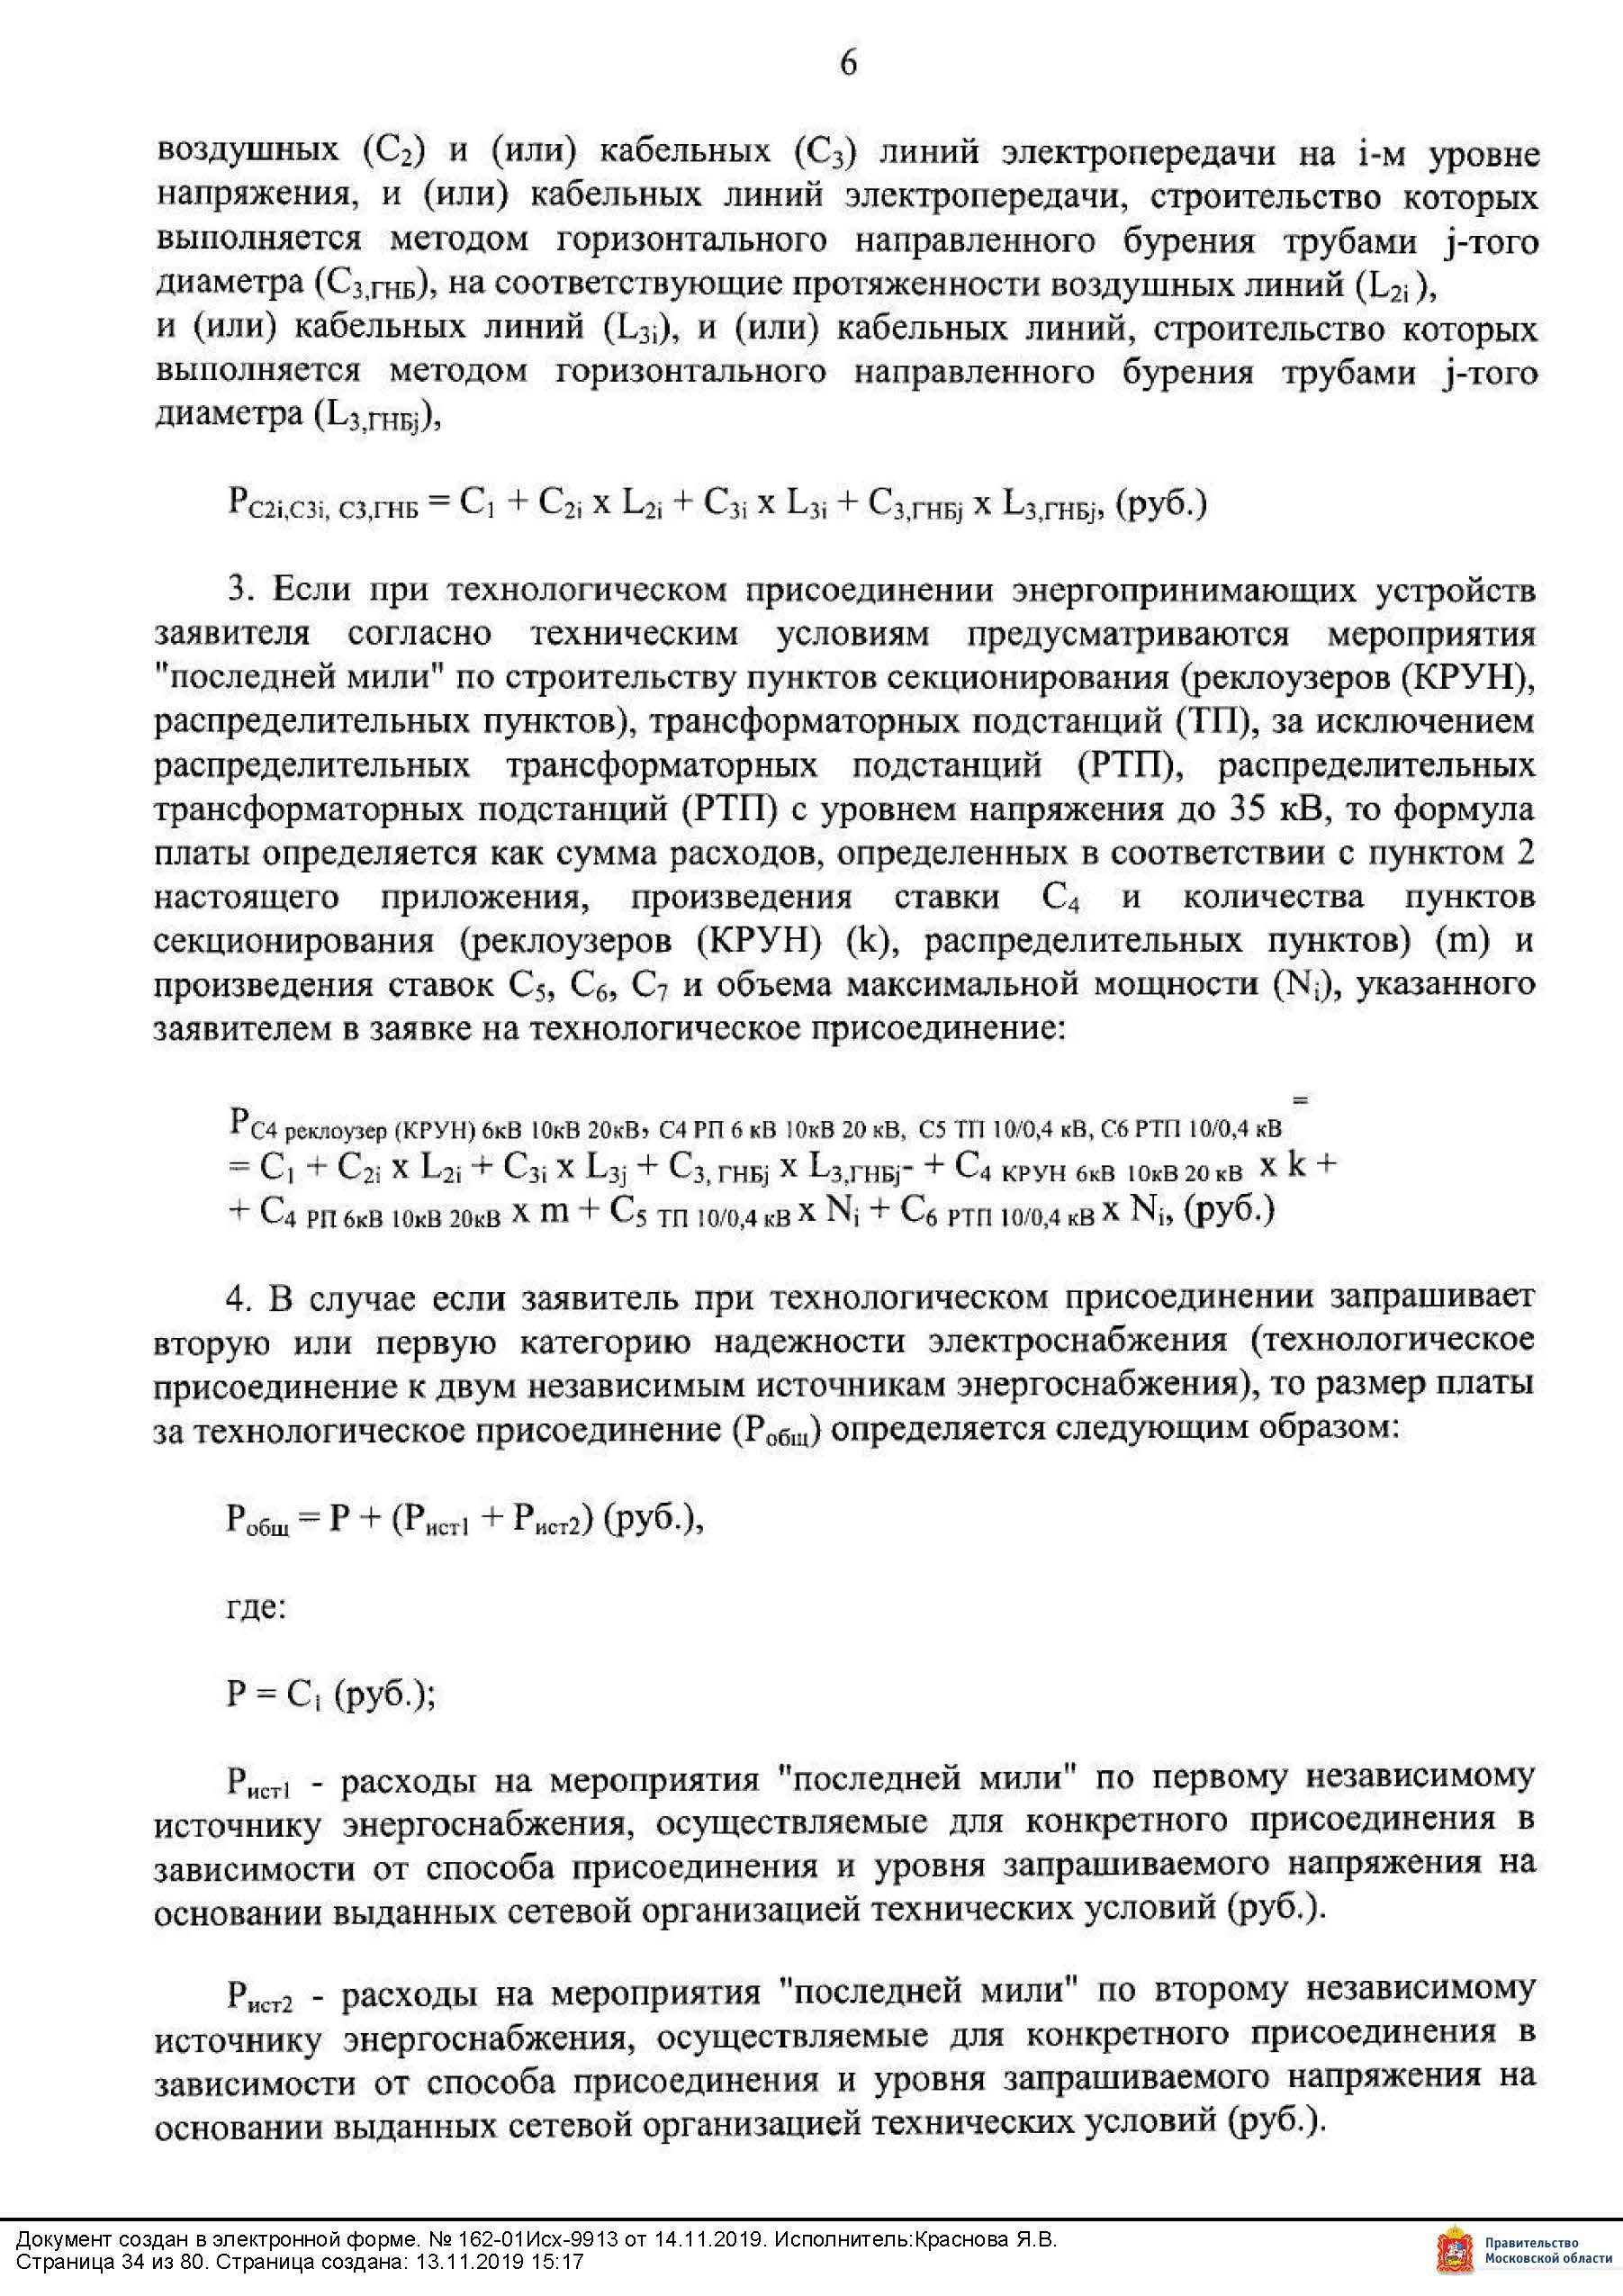 6
воздушных (С2) и (или) кабельных (С3) линий электропередачи на i-м уровне
напряжения, и (или) кабельных линий электропередачи, строительство которых
выполняется методом горизонтального направленного бурения трубами j-того
диаметра (С3,ГНБ), на соответствующие протяженности воздушных линий (L2i ),
и (или) кабельных линий (L3i), и (или) кабельных линий, строительство которых
выполняется методом горизонтального направленного бурения трубами j-того
диаметра (L3,ГНБj),
РС2i,С3i, С3,ГНБ = С1 + С2i х L2i + С3i х L3i + С3,ГНБj х L3,ГНБj, (руб.)
3. Если при технологическом присоединении энергопринимающих устройств
заявителя согласно техническим условиям предусматриваются мероприятия
"последней мили" по строительству пунктов секционирования (реклоузеров (КРУН),
распределительных пунктов), трансформаторных подстанций (ТП), за исключением
распределительных трансформаторных подстанций (РТП), распределительных
трансформаторных подстанций (РТП) с уровнем напряжения до 35 кВ, то формула
платы определяется как сумма расходов, определенных в соответствии с пунктом 2
настоящего приложения, произведения ставки С4 и количества пунктов
секционирования (реклоузеров (КРУН) (k), распределительных пунктов) (m) и
произведения ставок С5, С6, С7 и объема максимальной мощности (Ni), указанного
заявителем в заявке на технологическое присоединение:
РС4 реклоузер (КРУН) 6кВ 10кВ 20кВ, С4 РП 6 кВ 10кВ 20 кВ, С5 ТП 10/0,4 кВ, С6 РТП 10/0,4 кВ =
= С1 + С2i х L2i + С3i х L3j + С3, ГНБj х L3,ГНБj- + С4 КРУН 6кВ 10кВ 20 кВ х k +
+ С4 РП 6кВ 10кВ 20кВ х m + С5 ТП 10/0,4 кВ х Ni + С6 РТП 10/0,4 кВ х Ni, (руб.)
4. В случае если заявитель при технологическом присоединении запрашивает
вторую или первую категорию надежности электроснабжения (технологическое
присоединение к двум независимым источникам энергоснабжения), то размер платы
за технологическое присоединение (Робщ) определяется следующим образом:
Робщ = Р + (Рист1 + Рист2) (руб.),
где:
Р = С1 (руб.);
Рист1 - расходы на мероприятия "последней мили" по первому независимому
источнику энергоснабжения, осуществляемые для конкретного присоединения в
зависимости от способа присоединения и уровня запрашиваемого напряжения на
основании выданных сетевой организацией технических условий (руб.).
Рист2 - расходы на мероприятия "последней мили" по второму независимому
источнику энергоснабжения, осуществляемые для конкретного присоединения в
зависимости от способа присоединения и уровня запрашиваемого напряжения на
основании выданных сетевой организацией технических условий (руб.).
Документ создан в электронной форме. № 162-01Исх-9913 от 14.11.2019. Исполнитель:Краснова Я.В.
Страница 34 из 80. Страница создана: 13.11.2019 15:17
Правительство
Московской области